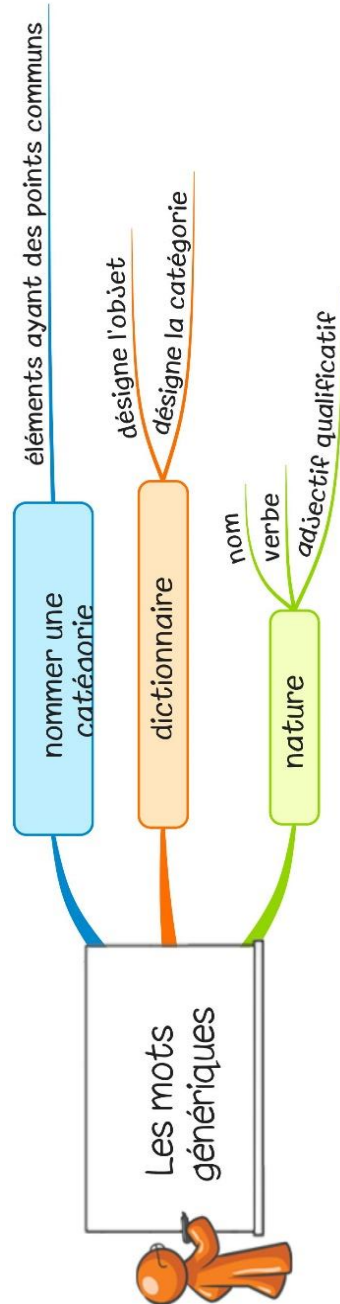 Les mots
génériques
nommer une
catégorie
éléments ayant des points communs
dictionnaire
désigne l'objet
désigne la catégorie
nature
nom
verbe
adjectif qualificatif